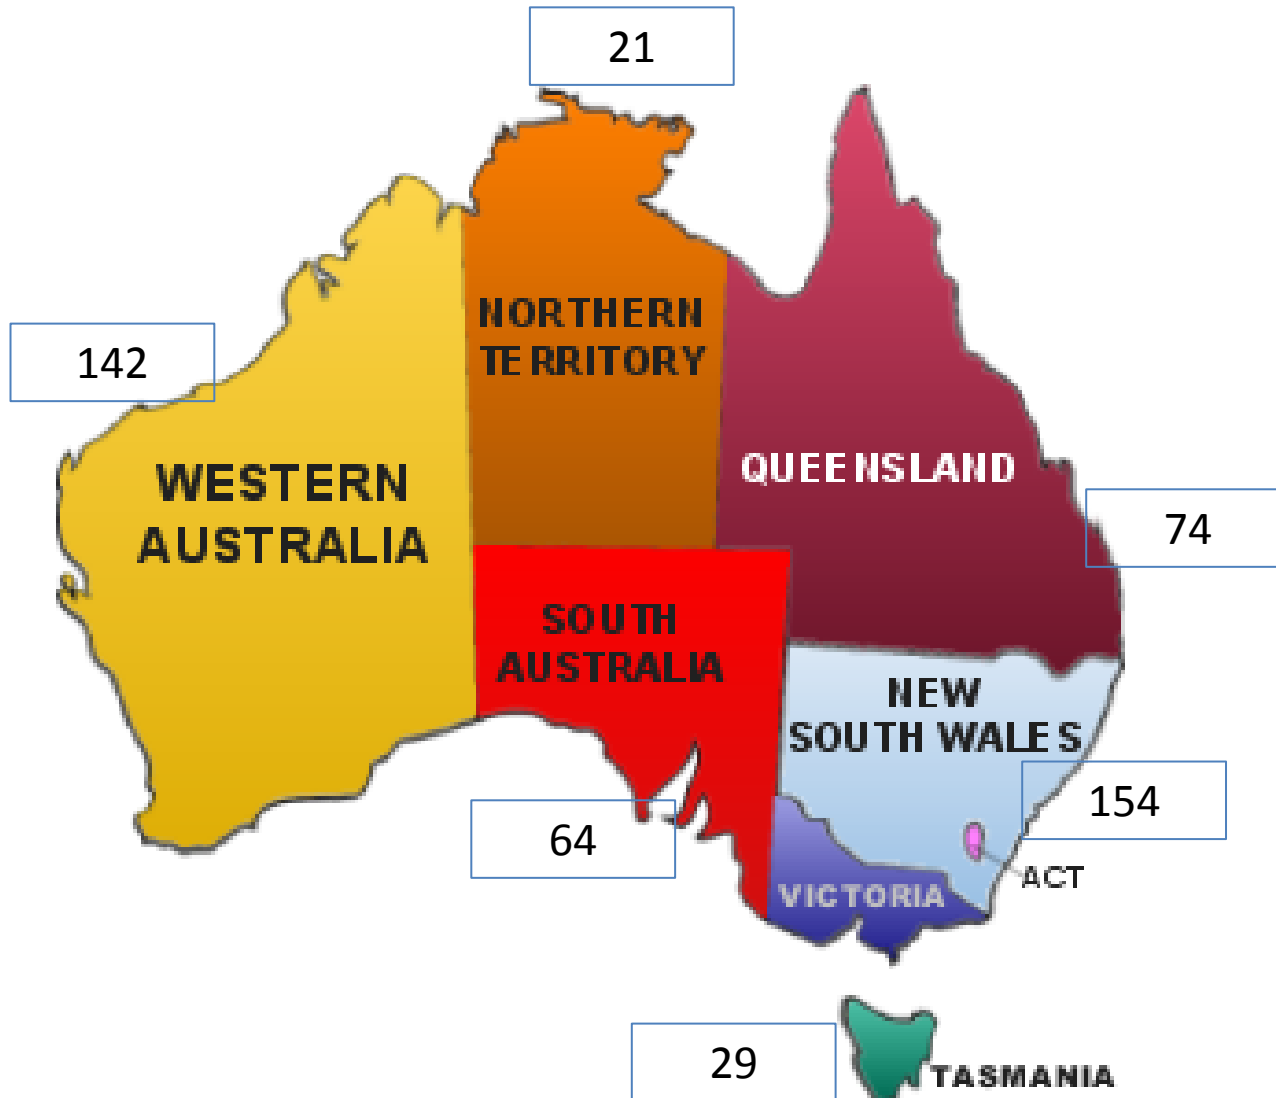 21
NORTHERN
TERRITORY
142
WESTERN
AUSTRALIA
QUEENSLAND
74
SOUTH
AUSTRALIA
NEW
SOUTH WALES
154
64
ACT
VICTORIA
29
TASMANIA